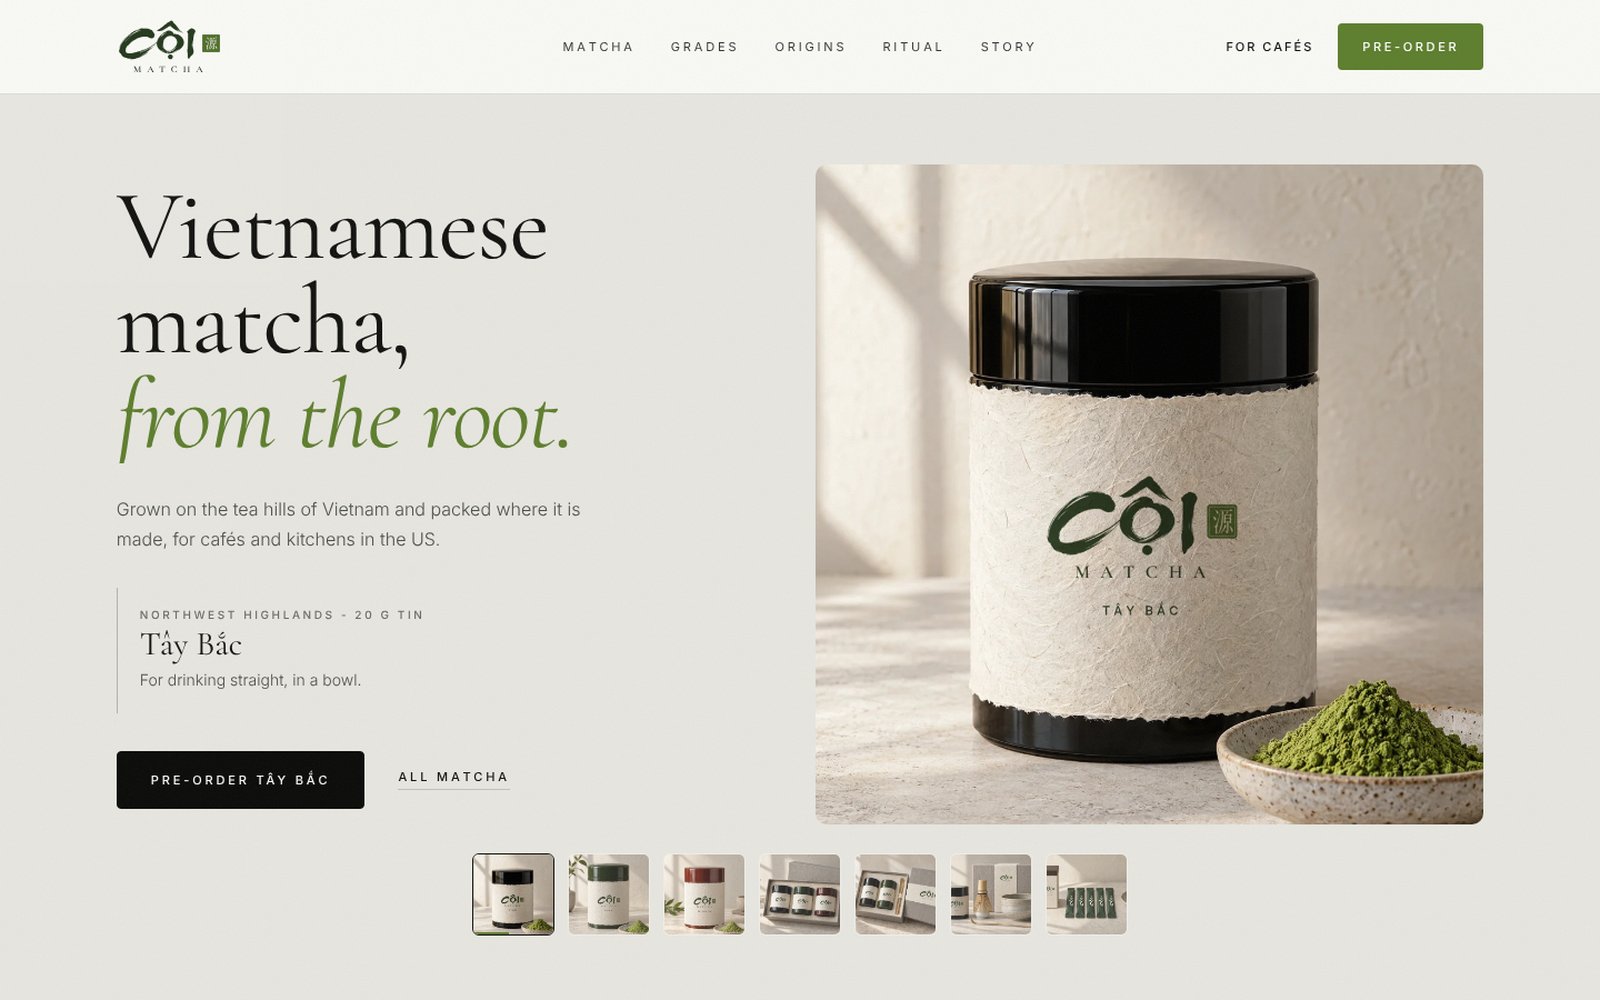 CỘI 源
MATCHA
MATCHA
GRADES
ORIGINS
RITUAL
STORY
FOR CAFÉS
PRE-ORDER
Vietnamese
matcha,
from the root.
Grown on the tea hills of Vietnam and packed where it is
made, for cafés and kitchens in the US.
NORTHWEST HIGHLANDS - 20 G TIN
Tây Bắc
For drinking straight, in a bowl.
PRE-ORDER TÂY BẮC
ALL MATCHA
CỘI 源
MATCHA
TÂY BẮC